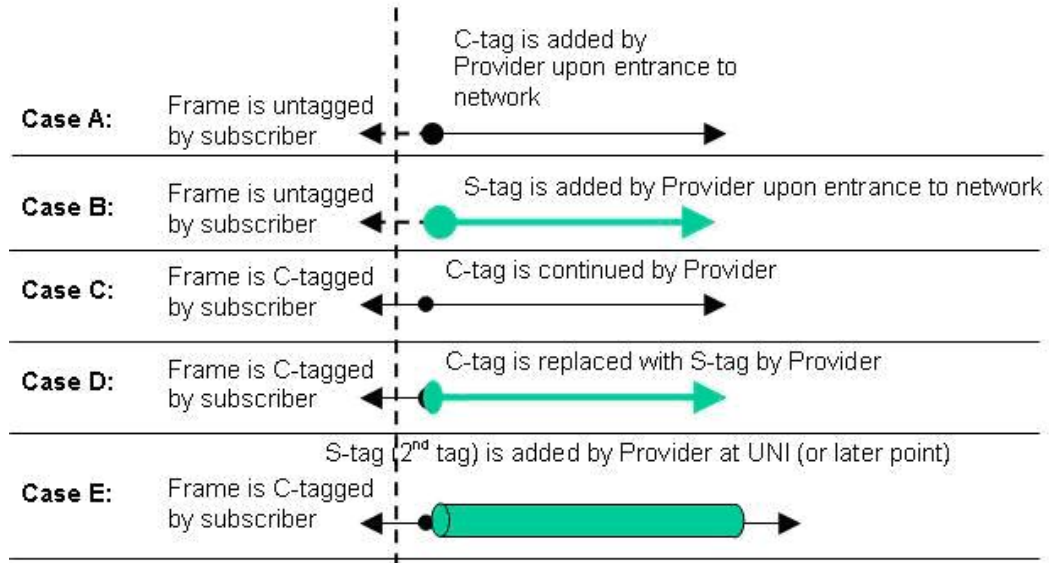 C-tag is added by
Provider upon entrance to
network
Case A:
Frame is untagged
by subscriber
Case B:
Frame is untagged
by subscriber
S-tag is added by Provider upon entrance to network
Case C:
Frame is C-tagged
by subscriber
C-tag is continued by Provider
Case D:
Frame is C-tagged
by subscriber
C-tag is replaced with S-tag by Provider
S-tag (2nd tag) is added by Provider at UNI (or later point)
Case E:
Frame is C-tagged
by subscriber